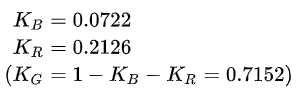 K_B = 0.0722
K_R = 0.2126
(K_G = 1 − K_B − K_R = 0.7152)